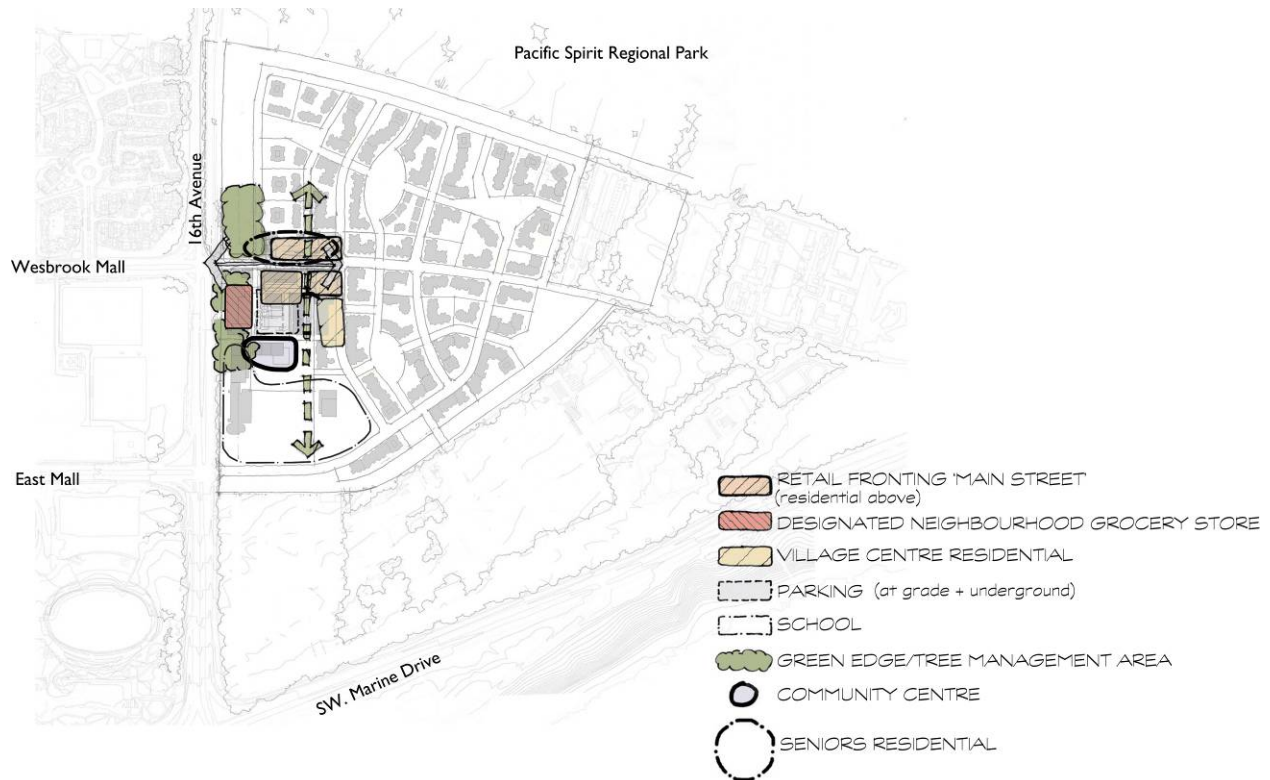 Pacific Spirit Regional Park
16th Avenue
Wesbrook Mall
East Mall
SW. Marine Drive
RETAIL FRONTING 'MAIN STREET'
(residential above)
DESIGNATED NEIGHBOURHOOD GROCERY STORE
VILLAGE CENTRE RESIDENTIAL
PARKING (at grade + underground)
SCHOOL
GREEN EDGE/TREE MANAGEMENT AREA
COMMUNITY CENTRE
SENIORS RESIDENTIAL